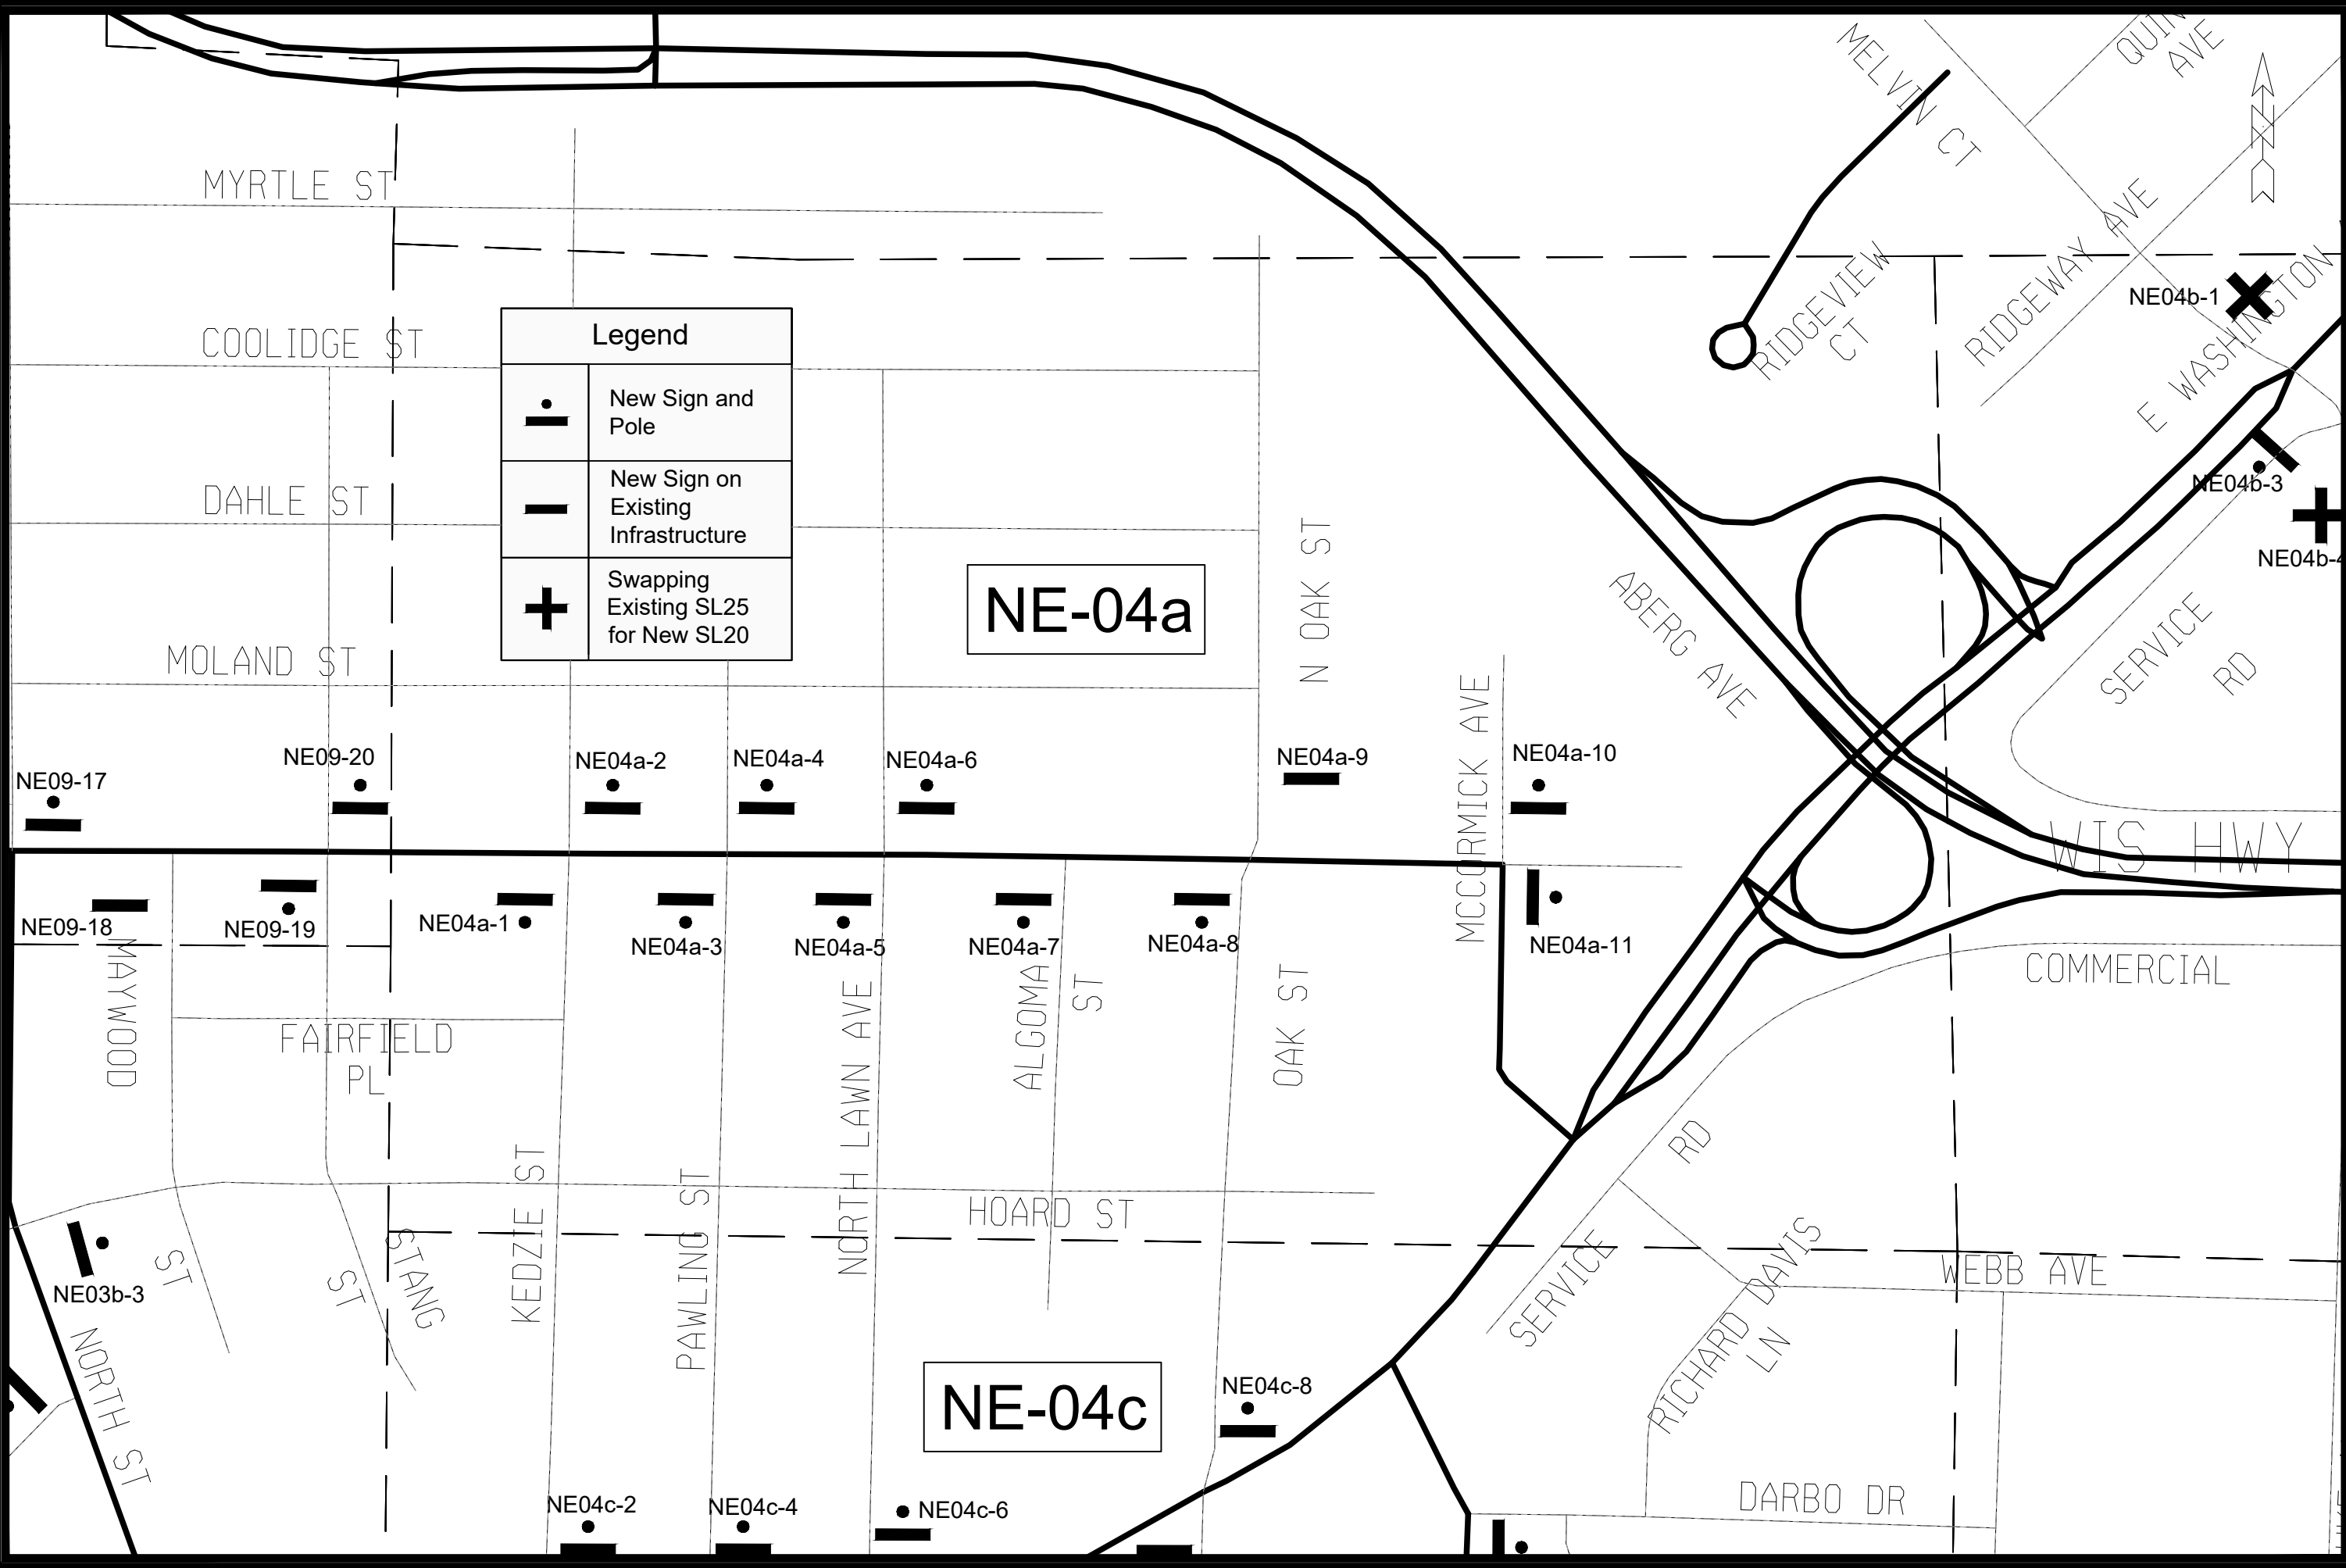 MELVIN CT
AVE
MYRTLE ST
RIDGEVIEW
CT
RIDGEWAY AVE
NE04b-1
E WASHINGTON
COOLIDGE ST
Legend
New Sign and
Pole
New Sign on
Existing
Infrastructure
Swapping
Existing SL25
for New SL20
DAHLE ST
NE04b-3
N OAK ST
NE-04a
ABERG AVE
SERVICE
RD
MOLAND ST
MCCORMICK AVE
NE09-17
NE09-20
NE04a-2
NE04a-4
NE04a-6
NE04a-9
NE04a-10
WIS HWY
NE09-18
NE09-19
NE04a-1
NE04a-3
NE04a-5
NE04a-7
NE04a-8
NE04a-11
COMMERCIAL
MAYWOOD
ST
FAIRFIELD
PL
NORTH LAWN AVE
ALGOMA
ST
OAK ST
RD
SERVICE
KEDZIE ST
PAWLING ST
HOARD ST
STANG
ST
WEBB AVE
RICHARD DAVIS
LN
NE03b-3
NORTH ST
NE-04c
NE04c-8
NE04c-2
NE04c-4
NE04c-6
DARBO DR